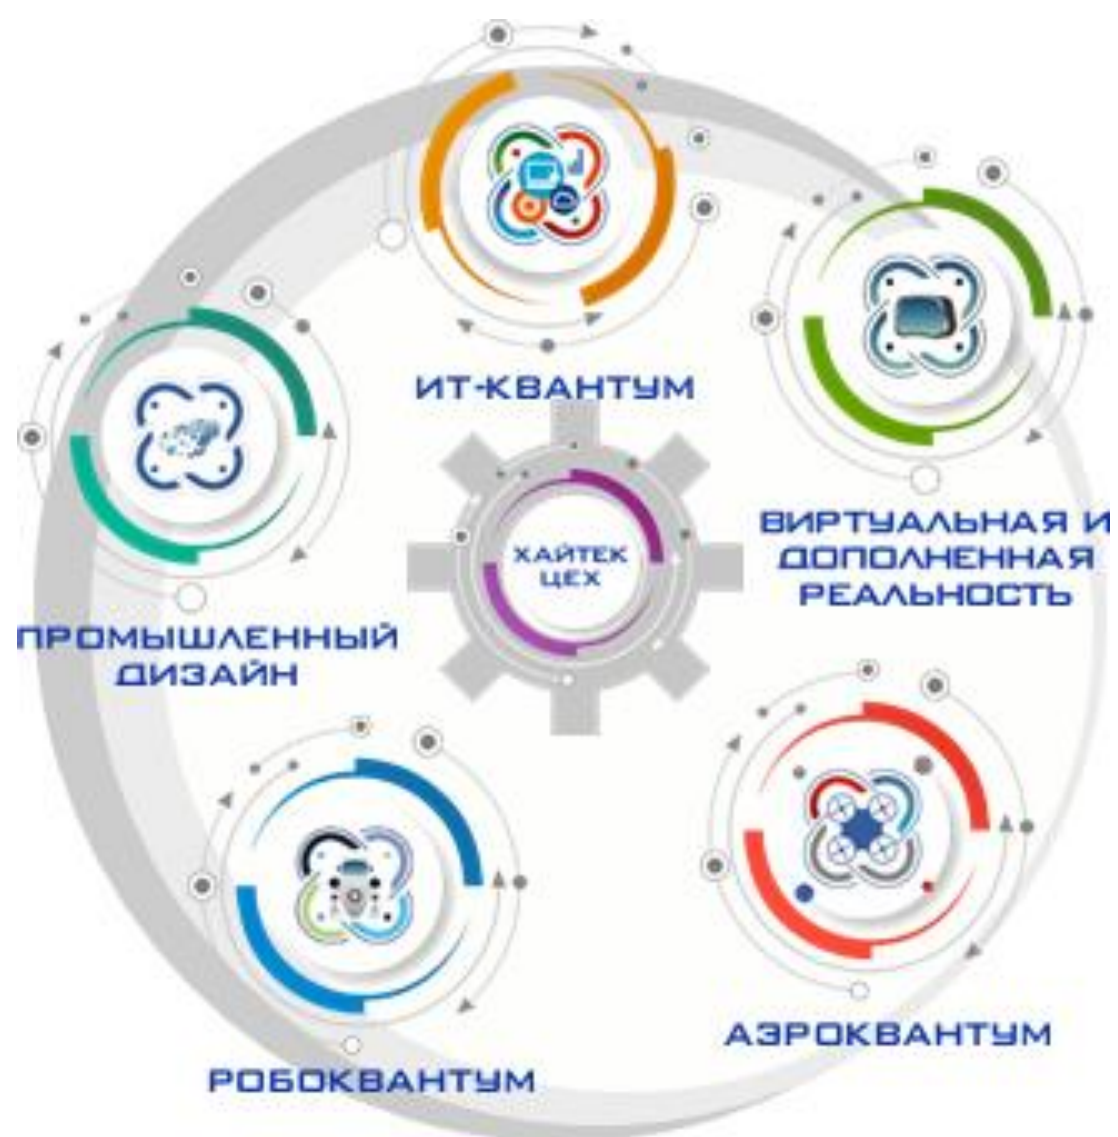 ИТ-КВАНТУМ
ВИРТУАЛЬНАЯ И
ДОПОЛНЕННАЯ
РЕАЛЬНОСТЬ
ХАЙТЕК
ЦЕХ
ПРОМЫШЛЕННЫЙ
ДИЗАЙН
АЭРОКВАНТУМ
РОБОКВАНТУМ